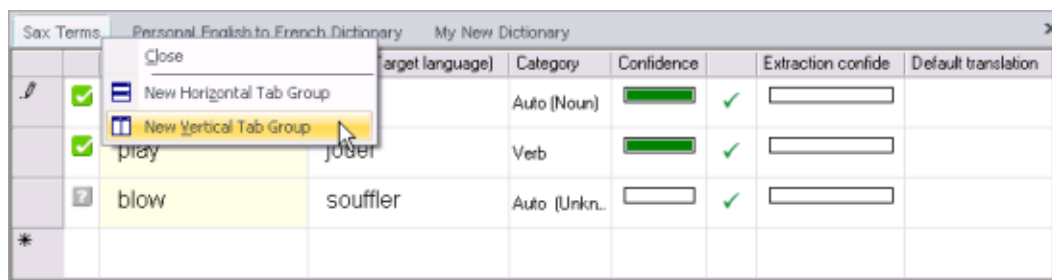 Sax Terms Personal English to French Dictionary My New Dictionary
Close
arget language) Category Confidence Extraction confide Default translation
New Horizontal Tab Group
Auto (Noun)
New Vertical Tab Group
play jouer Verb
? blow souffler Auto (Unkn..
*